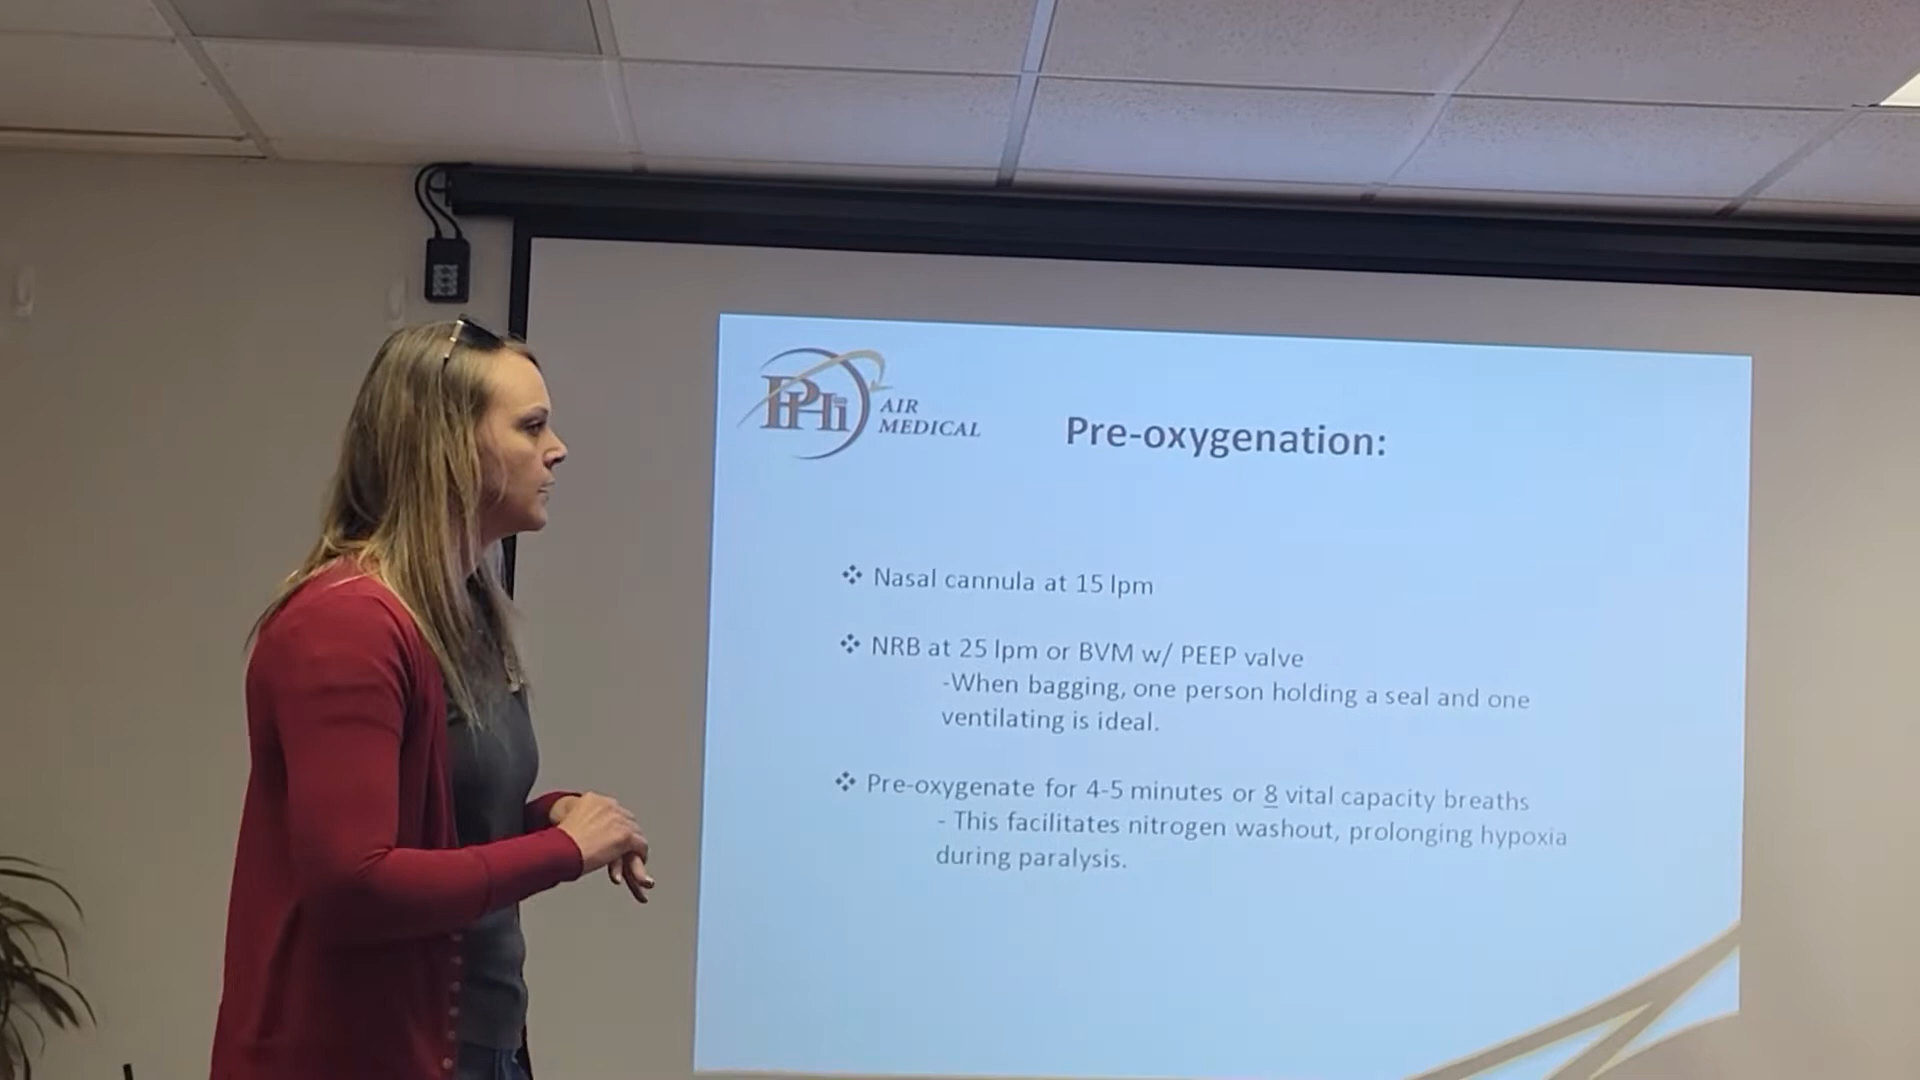 PHi AIR
MEDICAL
Pre-oxygenation:
❖ Nasal cannula at 15 lpm
❖ NRB at 25 lpm or BVM w/ PEEP valve
-When bagging, one person holding a seal and one
ventilating is ideal.
❖ Pre-oxygenate for 4-5 minutes or 8 vital capacity breaths
- This facilitates nitrogen washout, prolonging hypoxia
during paralysis.